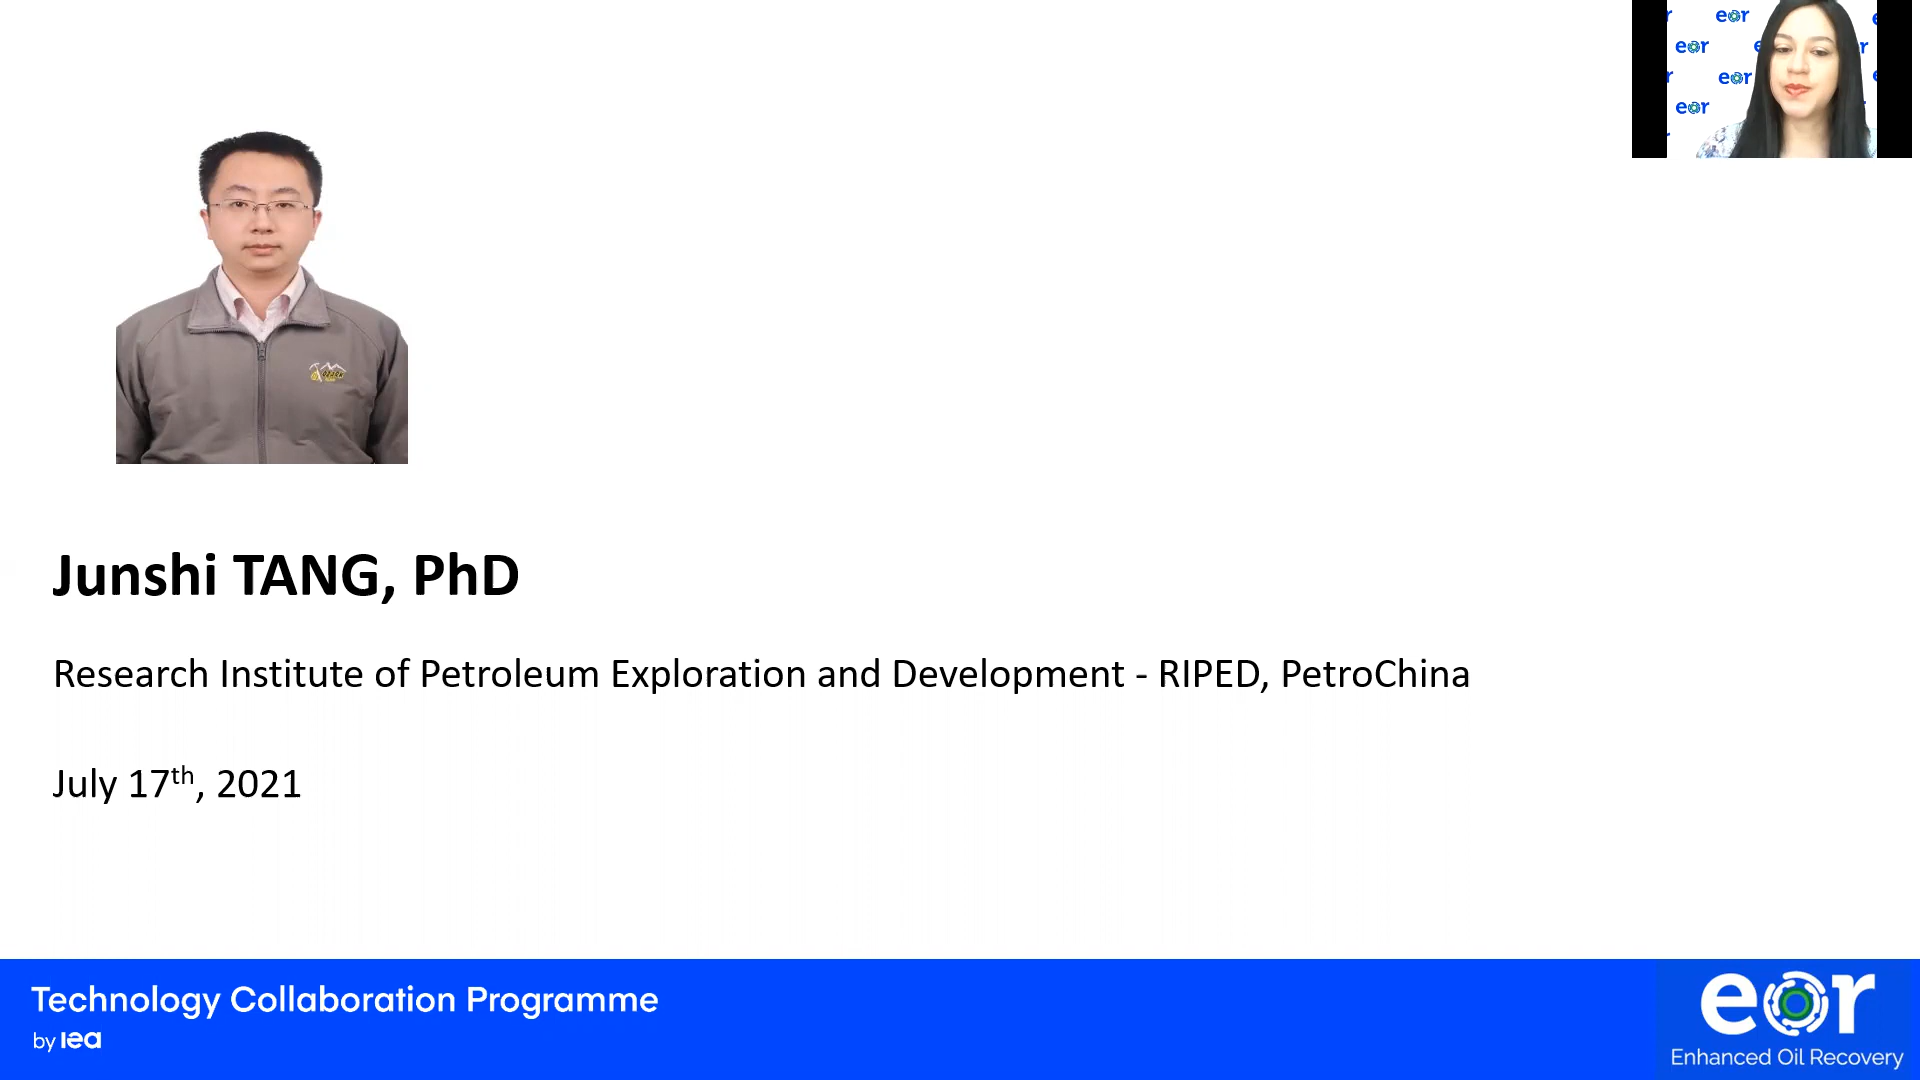 eor
eor
eor
eor
Junshi TANG, PhD
Research Institute of Petroleum Exploration and Development - RIPED, PetroChina
July 17th, 2021
Technology Collaboration Programme
by iea
eor
Enhanced Oil Recovery